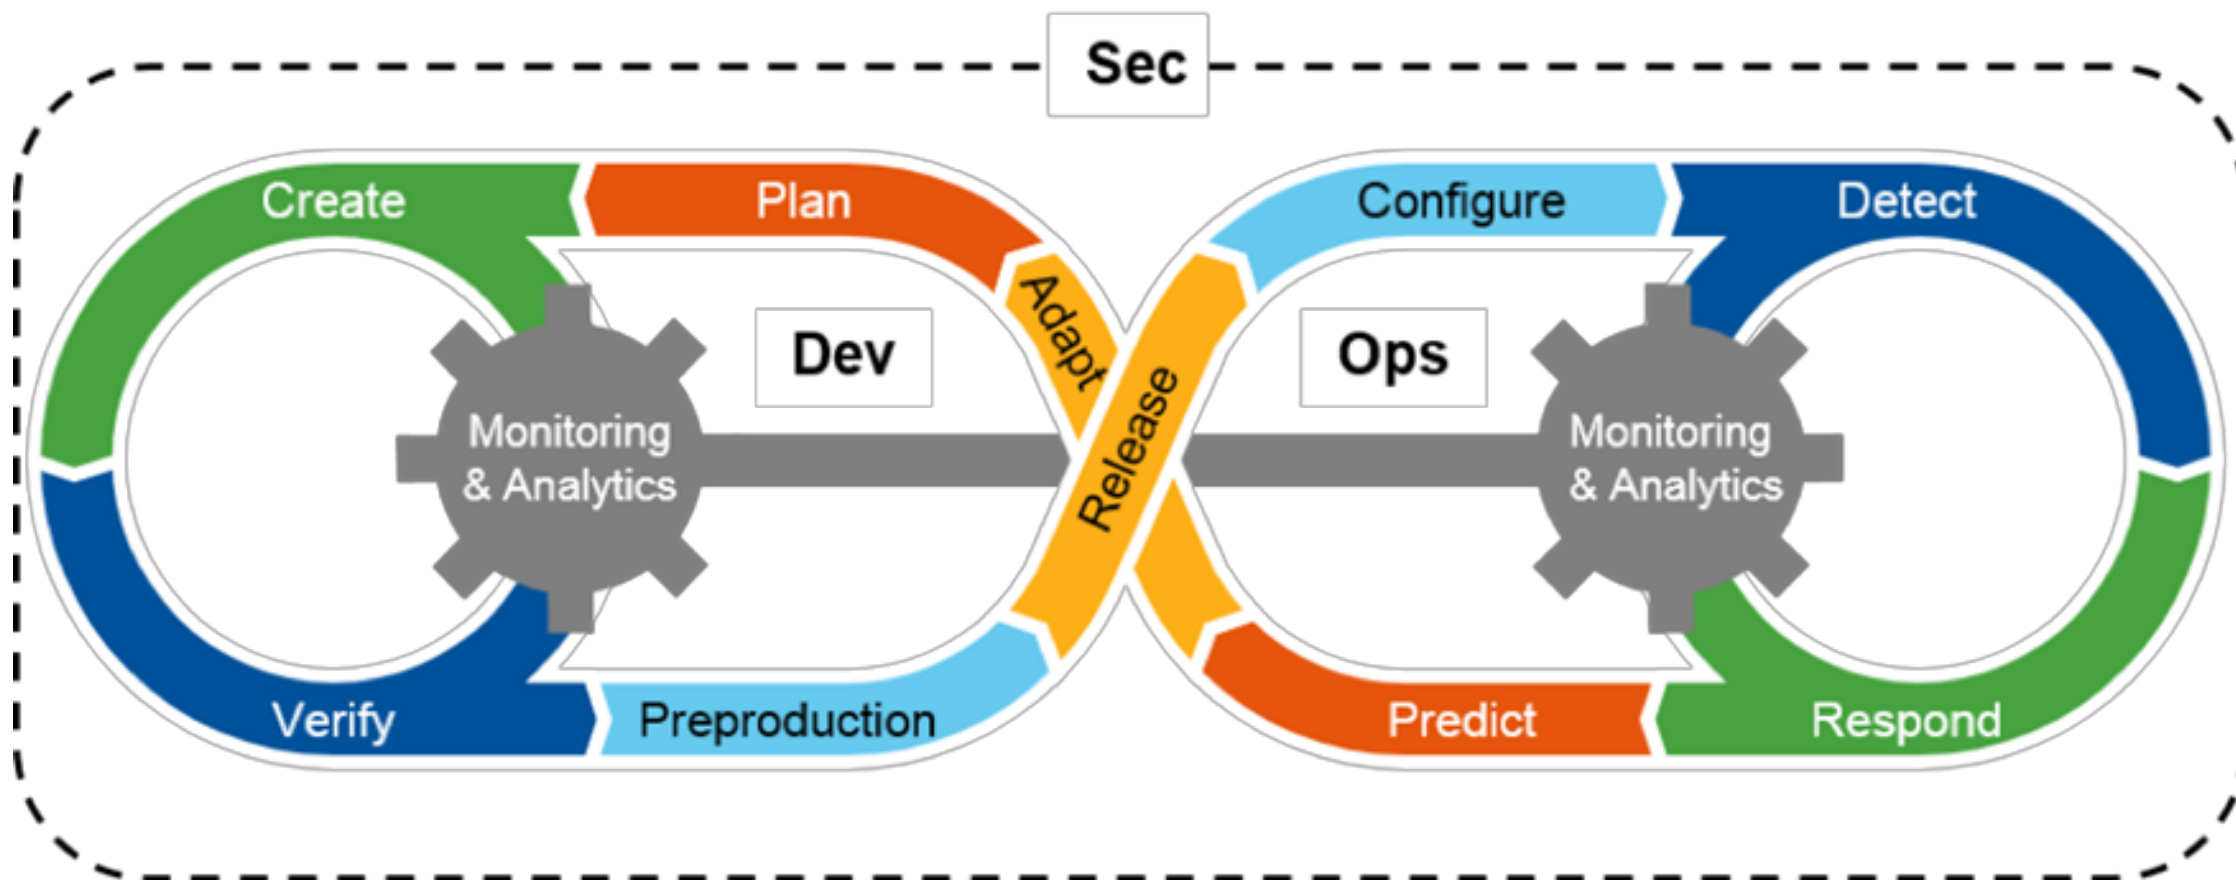 Sec
Create
Plan
Configure
Detect
Adapt
Dev
Ops
Release
Monitoring
& Analytics
Monitoring
& Analytics
Verify
Preproduction
Predict
Respond